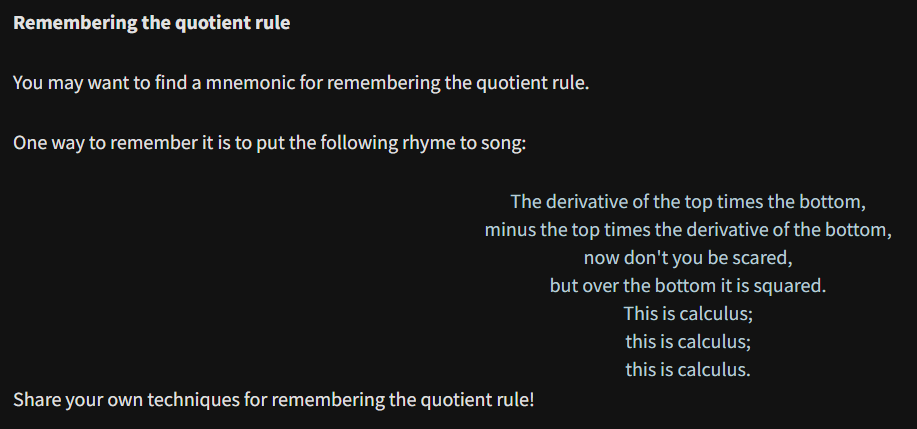 Remembering the quotient rule
You may want to find a mnemonic for remembering the quotient rule.
One way to remember it is to put the following rhyme to song:
The derivative of the top times the bottom,
minus the top times the derivative of the bottom,
now don't you be scared,
but over the bottom it is squared.
This is calculus;
this is calculus;
this is calculus.
Share your own techniques for remembering the quotient rule!